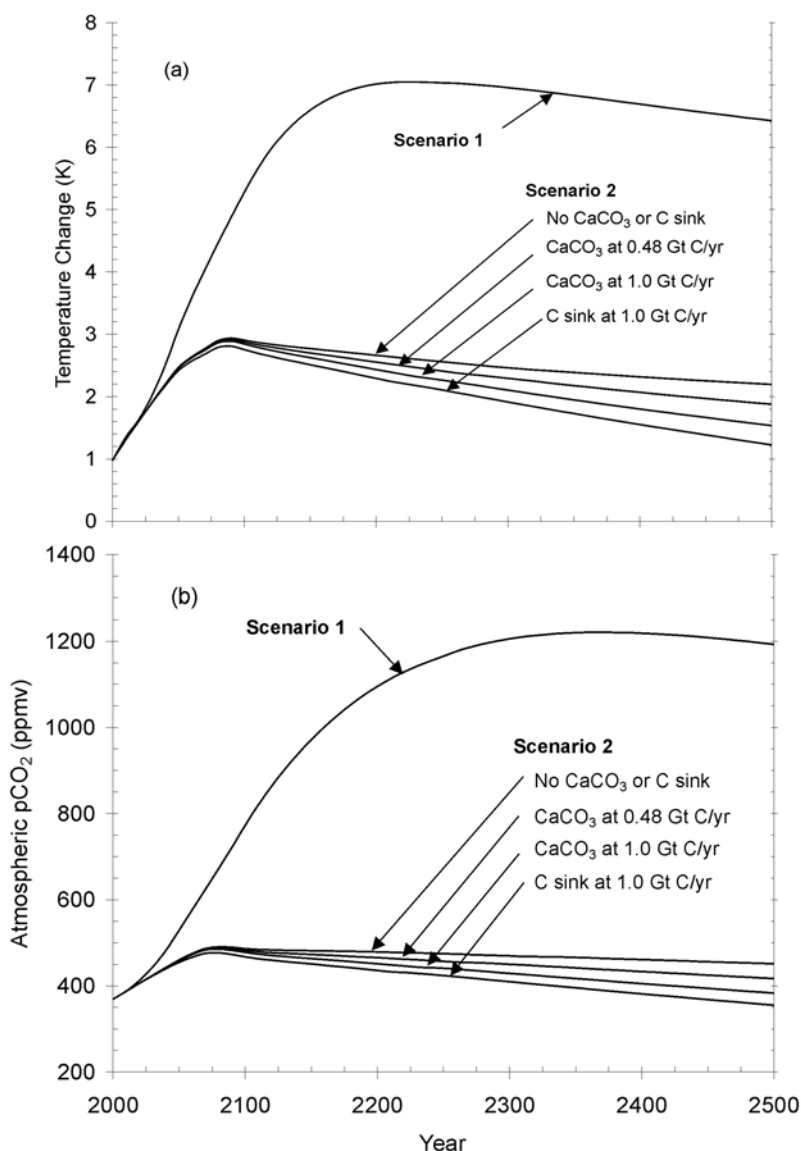 8
(a)
7
Scenario 1
6
Scenario 2
5
No CaCO₃ or C sink
CaCO₃ at 0.48 Gt C/yr
4
CaCO₃ at 1.0 Gt C/yr
C sink at 1.0 Gt C/yr
3
2
1
0
Temperature Change (K)
1400
(b)
Scenario 1
1200
1000
Scenario 2
No CaCO₃ or C sink
800
CaCO₃ at 0.48 Gt C/yr
CaCO₃ at 1.0 Gt C/yr
C sink at 1.0 Gt C/yr
600
400
200
Atmospheric pCO₂ (ppmv)
2000 2100 2200 2300 2400 2500
Year